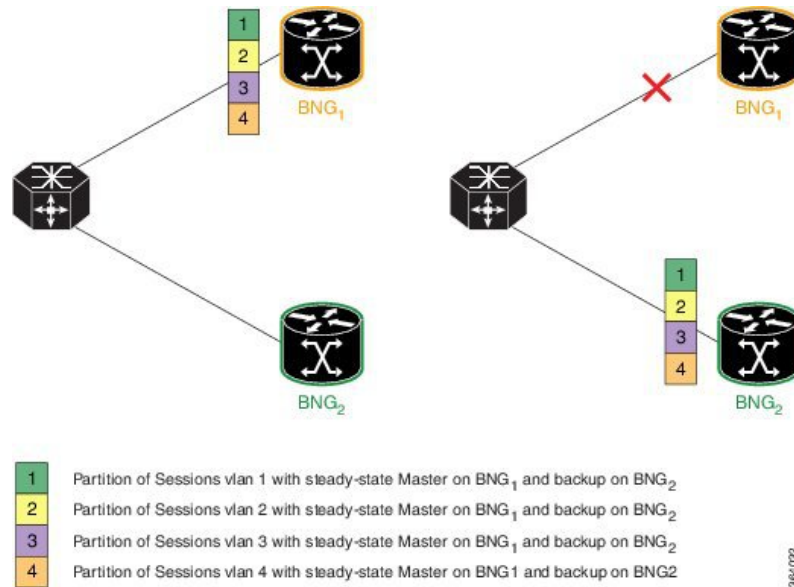 1
2
3
4
BNG1
BNG2
BNG1
1
2
3
4
BNG2
1 Partition of Sessions vlan 1 with steady-state Master on BNG1 and backup on BNG2
2 Partition of Sessions vlan 2 with steady-state Master on BNG1 and backup on BNG2
3 Partition of Sessions vlan 3 with steady-state Master on BNG1 and backup on BNG2
4 Partition of Sessions vlan 4 with steady-state Master on BNG1 and backup on BNG2